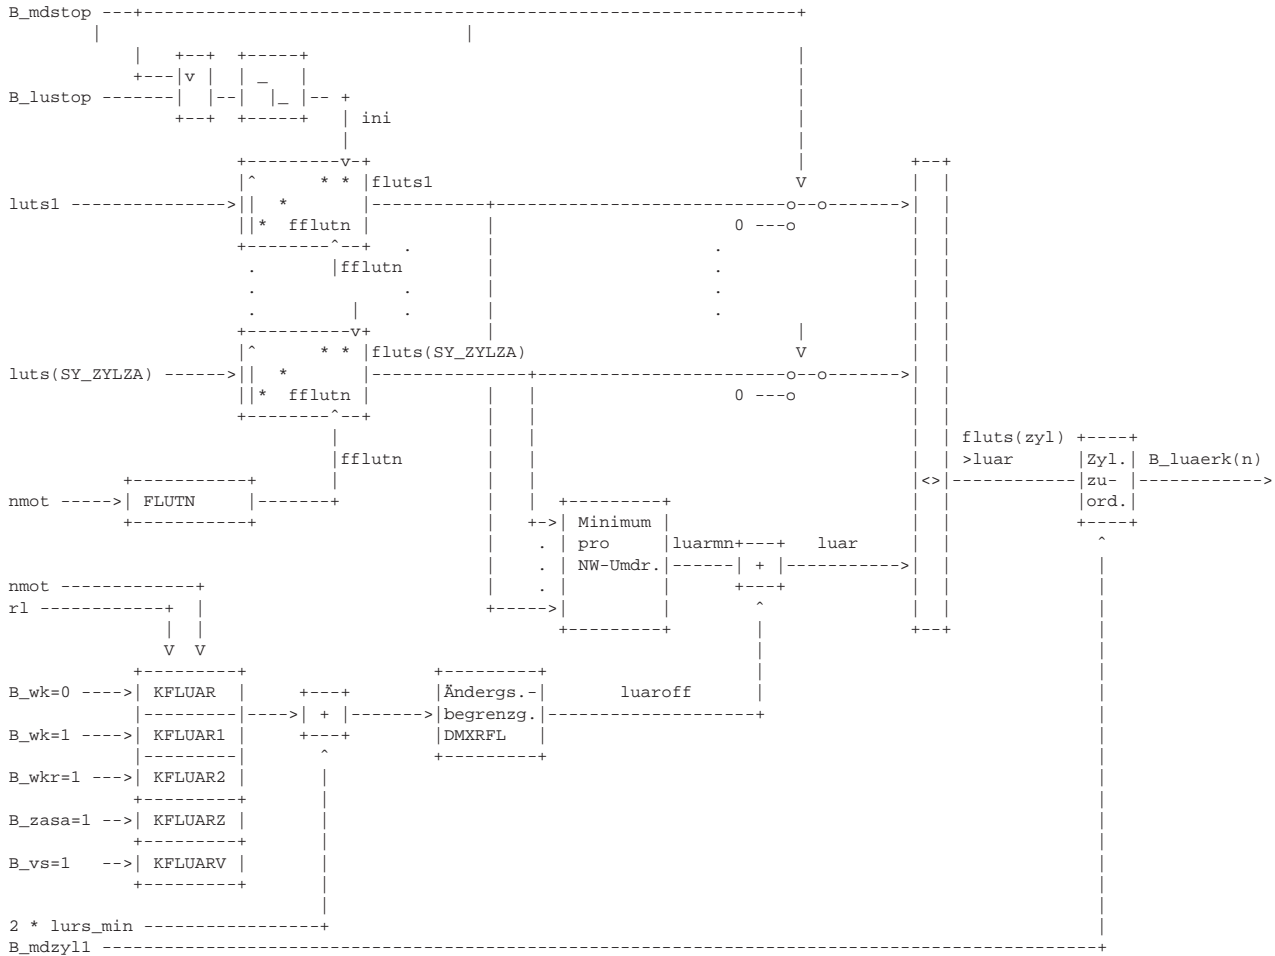 B_mdstop
B_lustop
v
ini
luts1
* * fluts1
*
* fflutn
0
V
fflutn
luts(SY_ZYLZA)
v
* * fluts(SY_ZYLZA)
*
* fflutn
V
0
fflutn
nmot
FLUTN
fluts(zyl)
>luar
<>
Zyl.
zu-
ord.
B_luaerk(n)
Minimum
pro
NW-Umdr.
luarmn
+
luar
nmot
rl
V V
B_wk=0
KFLUAR
B_wk=1
KFLUAR1
B_wkr=1
KFLUAR2
B_zasa=1
KFLUARZ
B_vs=1
KFLUARV
+
Ändergs.-
begrenzg.
DMXRFL
luaroff
2 * lurs_min
B_mdzyl1